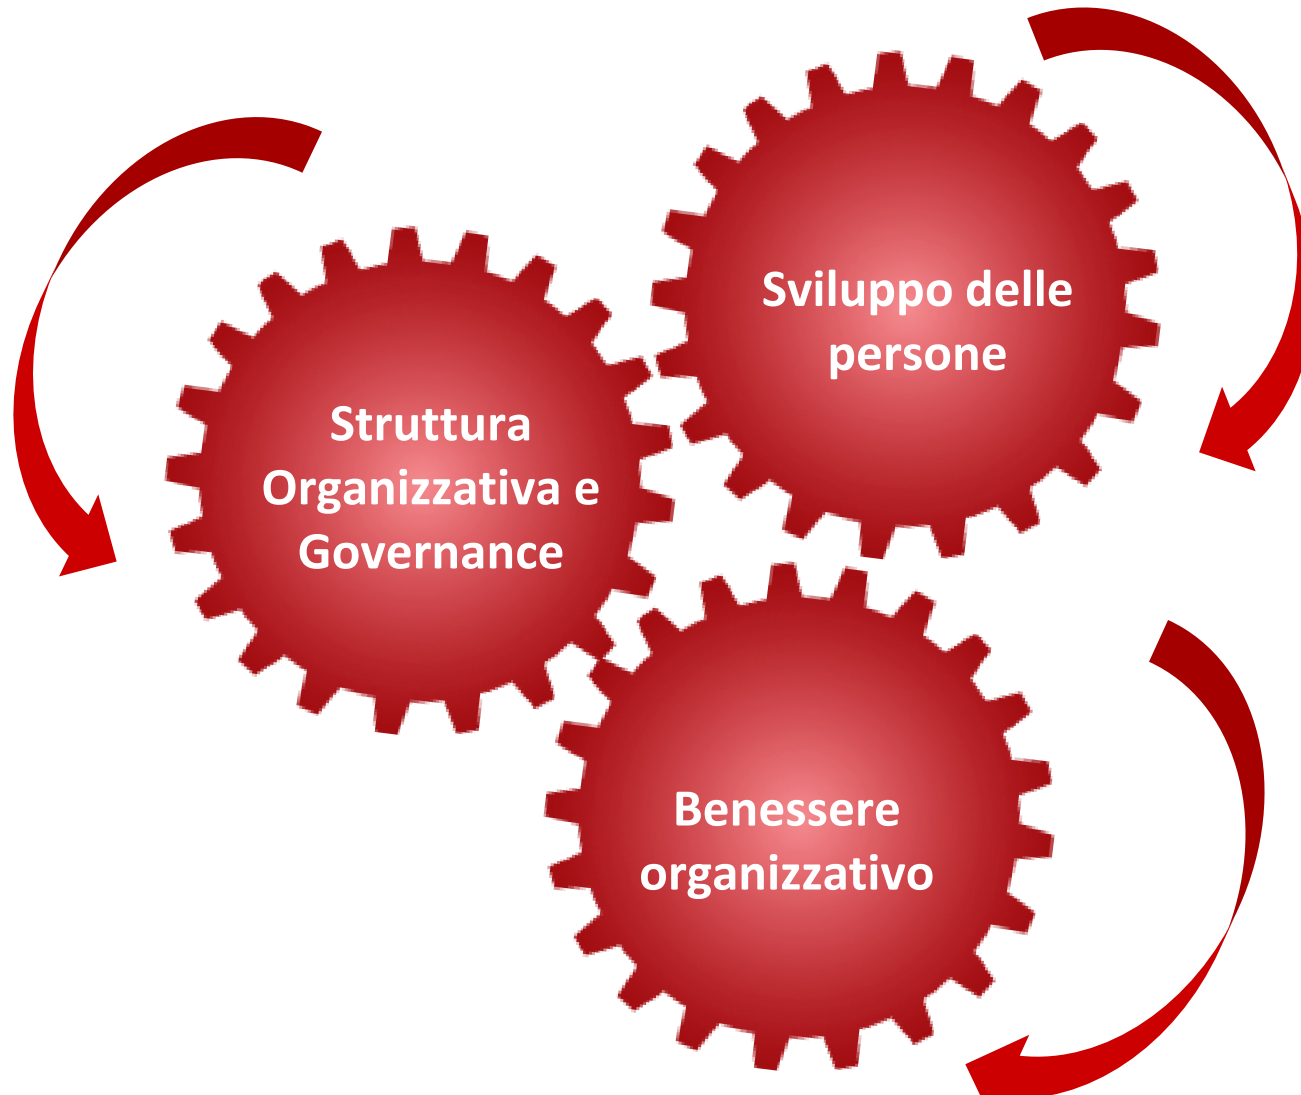 Sviluppo delle
persone
Struttura
Organizzativa e
Governance
Benessere
organizzativo